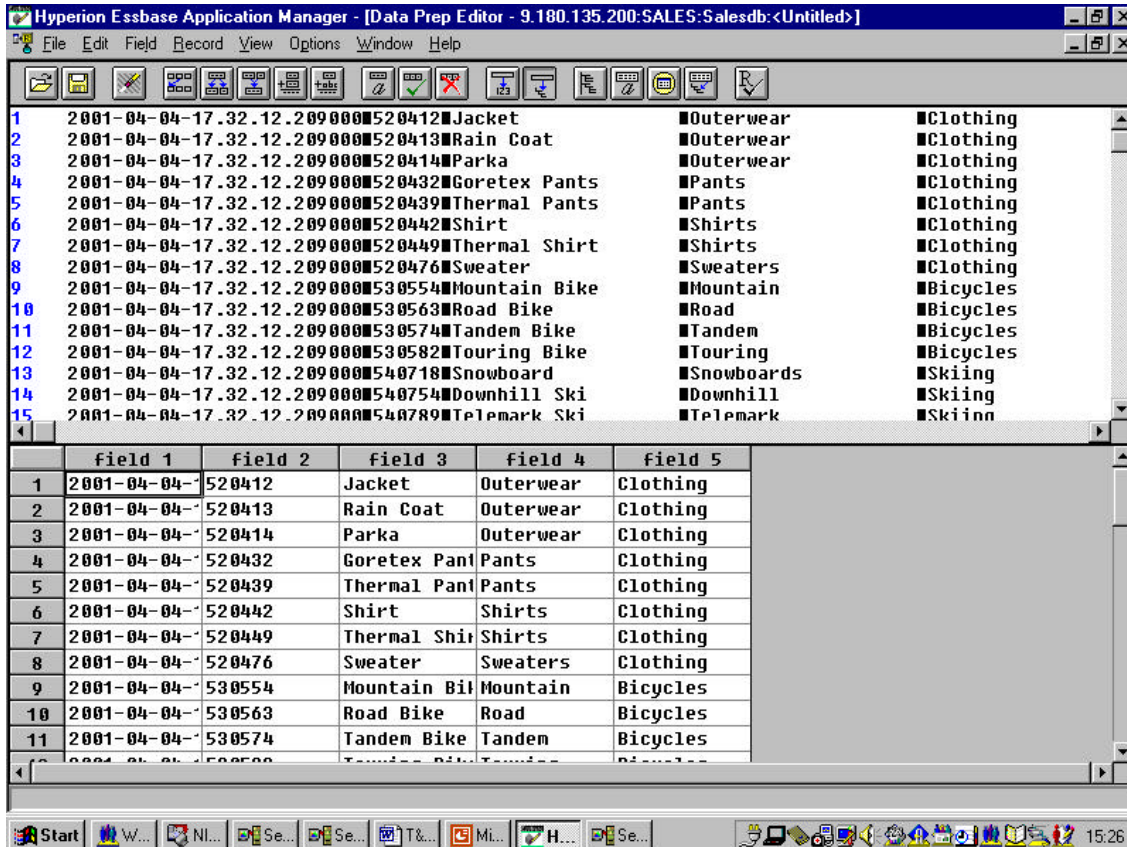 Hyperion Essbase Application Manager - [Data Prep Editor - 9.180.135.200:SALES:Salesdb:<Untitled>]
File Edit Field Record View Options Window Help
1 2001-04-04-17.32.12.209000■520412■Jacket ■Outerwear ■Clothing
2 2001-04-04-17.32.12.209000■520413■Rain Coat ■Outerwear ■Clothing
3 2001-04-04-17.32.12.209000■520414■Parka ■Outerwear ■Clothing
4 2001-04-04-17.32.12.209000■520432■Goretex Pants ■Pants ■Clothing
5 2001-04-04-17.32.12.209000■520439■Thermal Pants ■Pants ■Clothing
6 2001-04-04-17.32.12.209000■520442■Shirt ■Shirts ■Clothing
7 2001-04-04-17.32.12.209000■520449■Thermal Shirt ■Shirts ■Clothing
8 2001-04-04-17.32.12.209000■520476■Sweater ■Sweaters ■Clothing
9 2001-04-04-17.32.12.209000■530554■Mountain Bike ■Mountain ■Bicycles
10 2001-04-04-17.32.12.209000■530563■Road Bike ■Road ■Bicycles
11 2001-04-04-17.32.12.209000■530574■Tandem Bike ■Tandem ■Bicycles
12 2001-04-04-17.32.12.209000■530582■Touring Bike ■Touring ■Bicycles
13 2001-04-04-17.32.12.209000■540718■Snowboard ■Snowboards ■Skiing
14 2001-04-04-17.32.12.209000■540754■Downhill Ski ■Downhill ■Skiing
15 2001-04-04-17.32.12.209000■540789■Telemark Ski ■Telemark ■Skiing
field 1 field 2 field 3 field 4 field 5
1 2001-04-04- 520412 Jacket Outerwear Clothing
2 2001-04-04- 520413 Rain Coat Outerwear Clothing
3 2001-04-04- 520414 Parka Outerwear Clothing
4 2001-04-04- 520432 Goretex Pant Pants Clothing
5 2001-04-04- 520439 Thermal Pant Pants Clothing
6 2001-04-04- 520442 Shirt Shirts Clothing
7 2001-04-04- 520449 Thermal Shi Shirts Clothing
8 2001-04-04- 520476 Sweater Sweaters Clothing
9 2001-04-04- 530554 Mountain Bi Mountain Bicycles
10 2001-04-04- 530563 Road Bike Road Bicycles
11 2001-04-04- 530574 Tandem Bike Tandem Bicycles
Start W... NI... Se... Se... T&... Mi... H... Se... 15:26